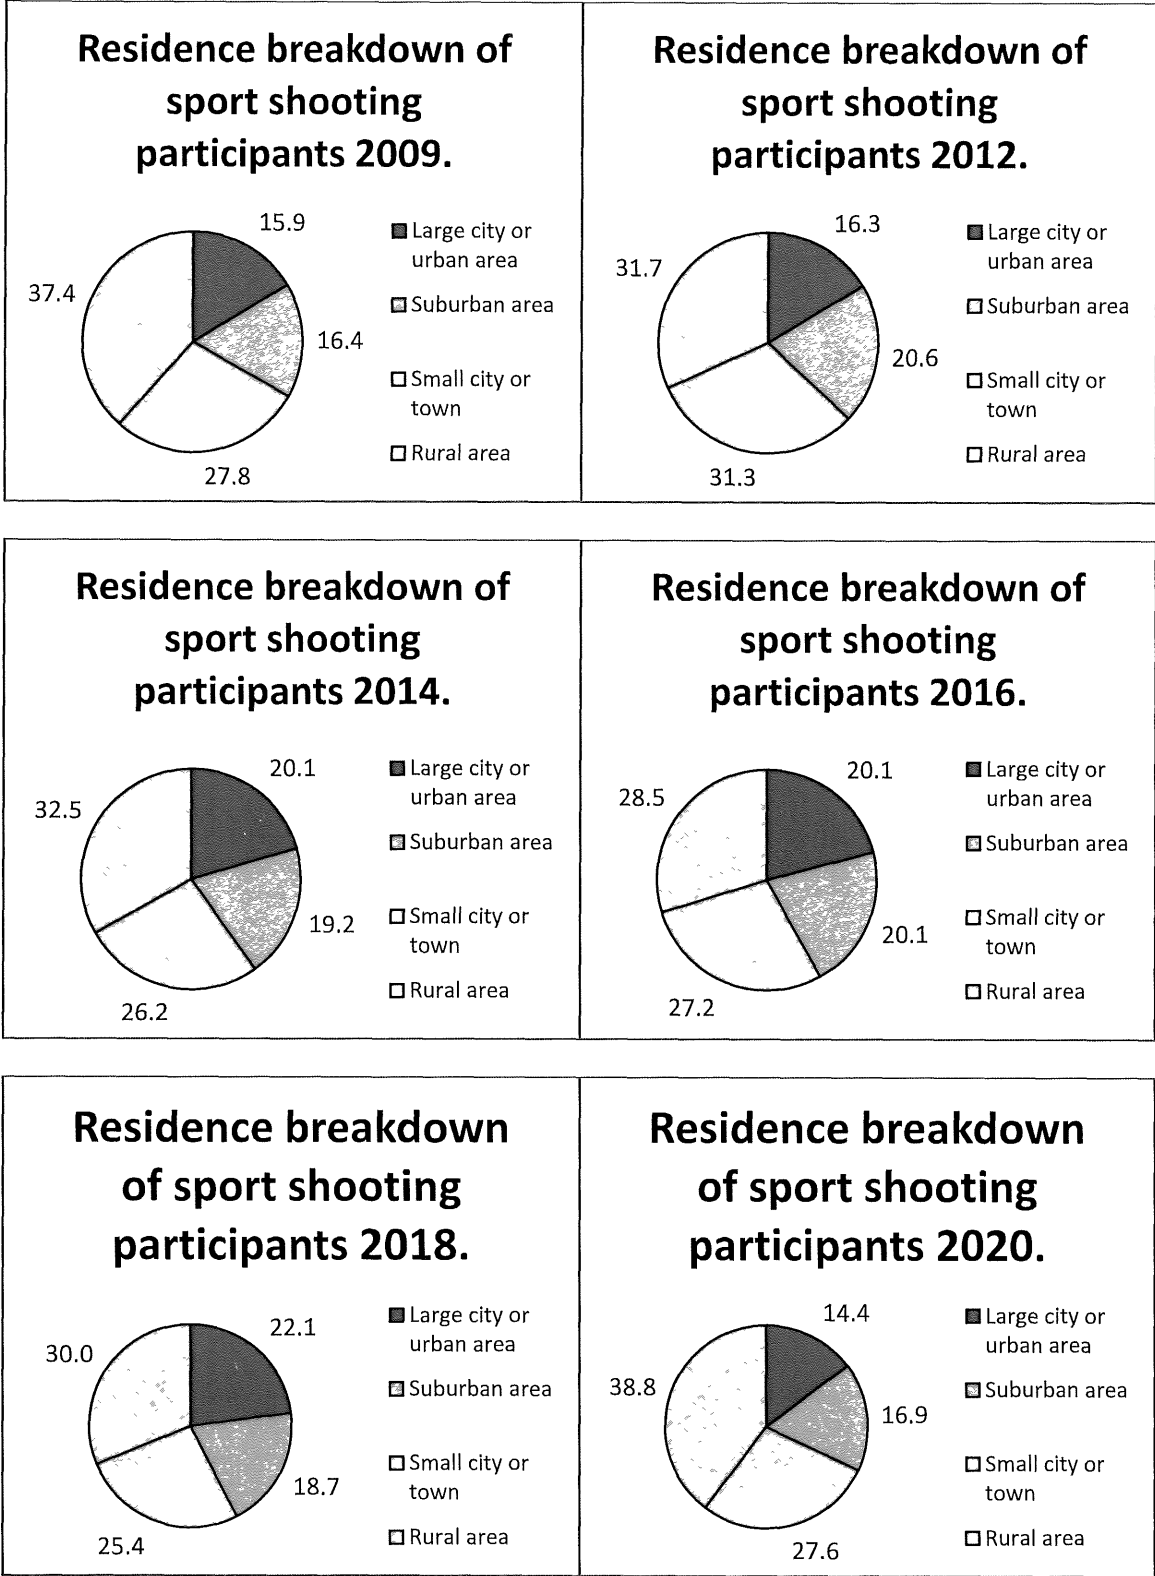 Residence breakdown of
sport shooting
participants 2009.
15.9
37.4
16.4
27.8
Large city or
urban area
Suburban area
Small city or
town
Rural area
Residence breakdown of
sport shooting
participants 2012.
16.3
31.7
20.6
31.3
Large city or
urban area
Suburban area
Small city or
town
Rural area
Residence breakdown of
sport shooting
participants 2014.
20.1
32.5
19.2
26.2
Large city or
urban area
Suburban area
Small city or
town
Rural area
Residence breakdown of
sport shooting
participants 2016.
20.1
28.5
20.1
27.2
Large city or
urban area
Suburban area
Small city or
town
Rural area
Residence breakdown
of sport shooting
participants 2018.
22.1
30.0
18.7
25.4
Large city or
urban area
Suburban area
Small city or
town
Rural area
Residence breakdown
of sport shooting
participants 2020.
14.4
38.8
16.9
27.6
Large city or
urban area
Suburban area
Small city or
town
Rural area